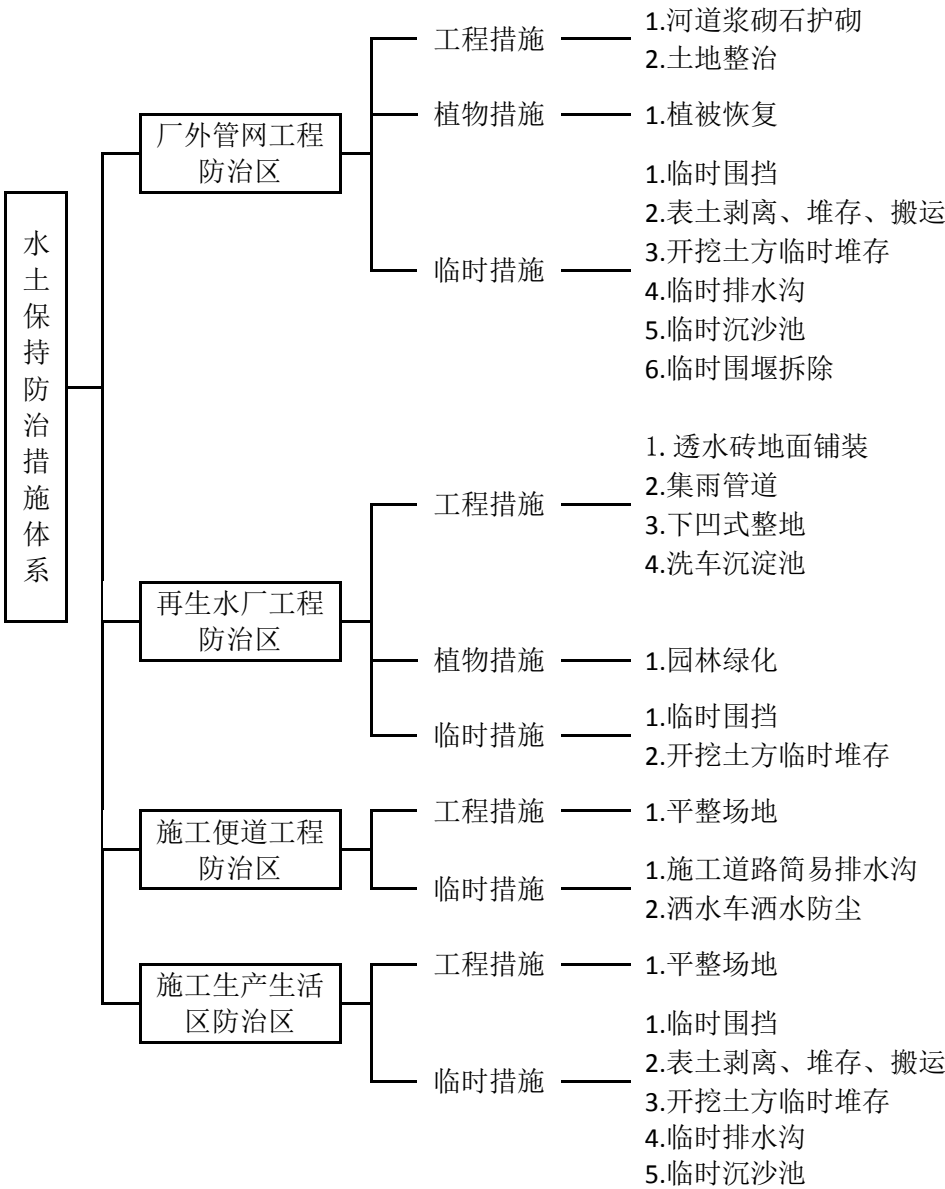 水土保持防治措施体系
厂外管网工程
防治区
工程措施
1.河道浆砌石护砌
2.土地整治
植物措施
1.植被恢复
临时措施
1.临时围挡
2.表土剥离、堆存、搬运
3.开挖土方临时堆存
4.临时排水沟
5.临时沉沙池
6.临时围堰拆除
再生水厂工程
防治区
工程措施
1. 透水砖地面铺装
2.集雨管道
3.下凹式整地
4.洗车沉淀池
植物措施
1.园林绿化
临时措施
1.临时围挡
2.开挖土方临时堆存
施工便道工程
防治区
工程措施
1.平整场地
临时措施
1.施工道路简易排水沟
2.洒水车洒水防尘
施工生产生活
区防治区
工程措施
1.平整场地
临时措施
1.临时围挡
2.表土剥离、堆存、搬运
3.开挖土方临时堆存
4.临时排水沟
5.临时沉沙池